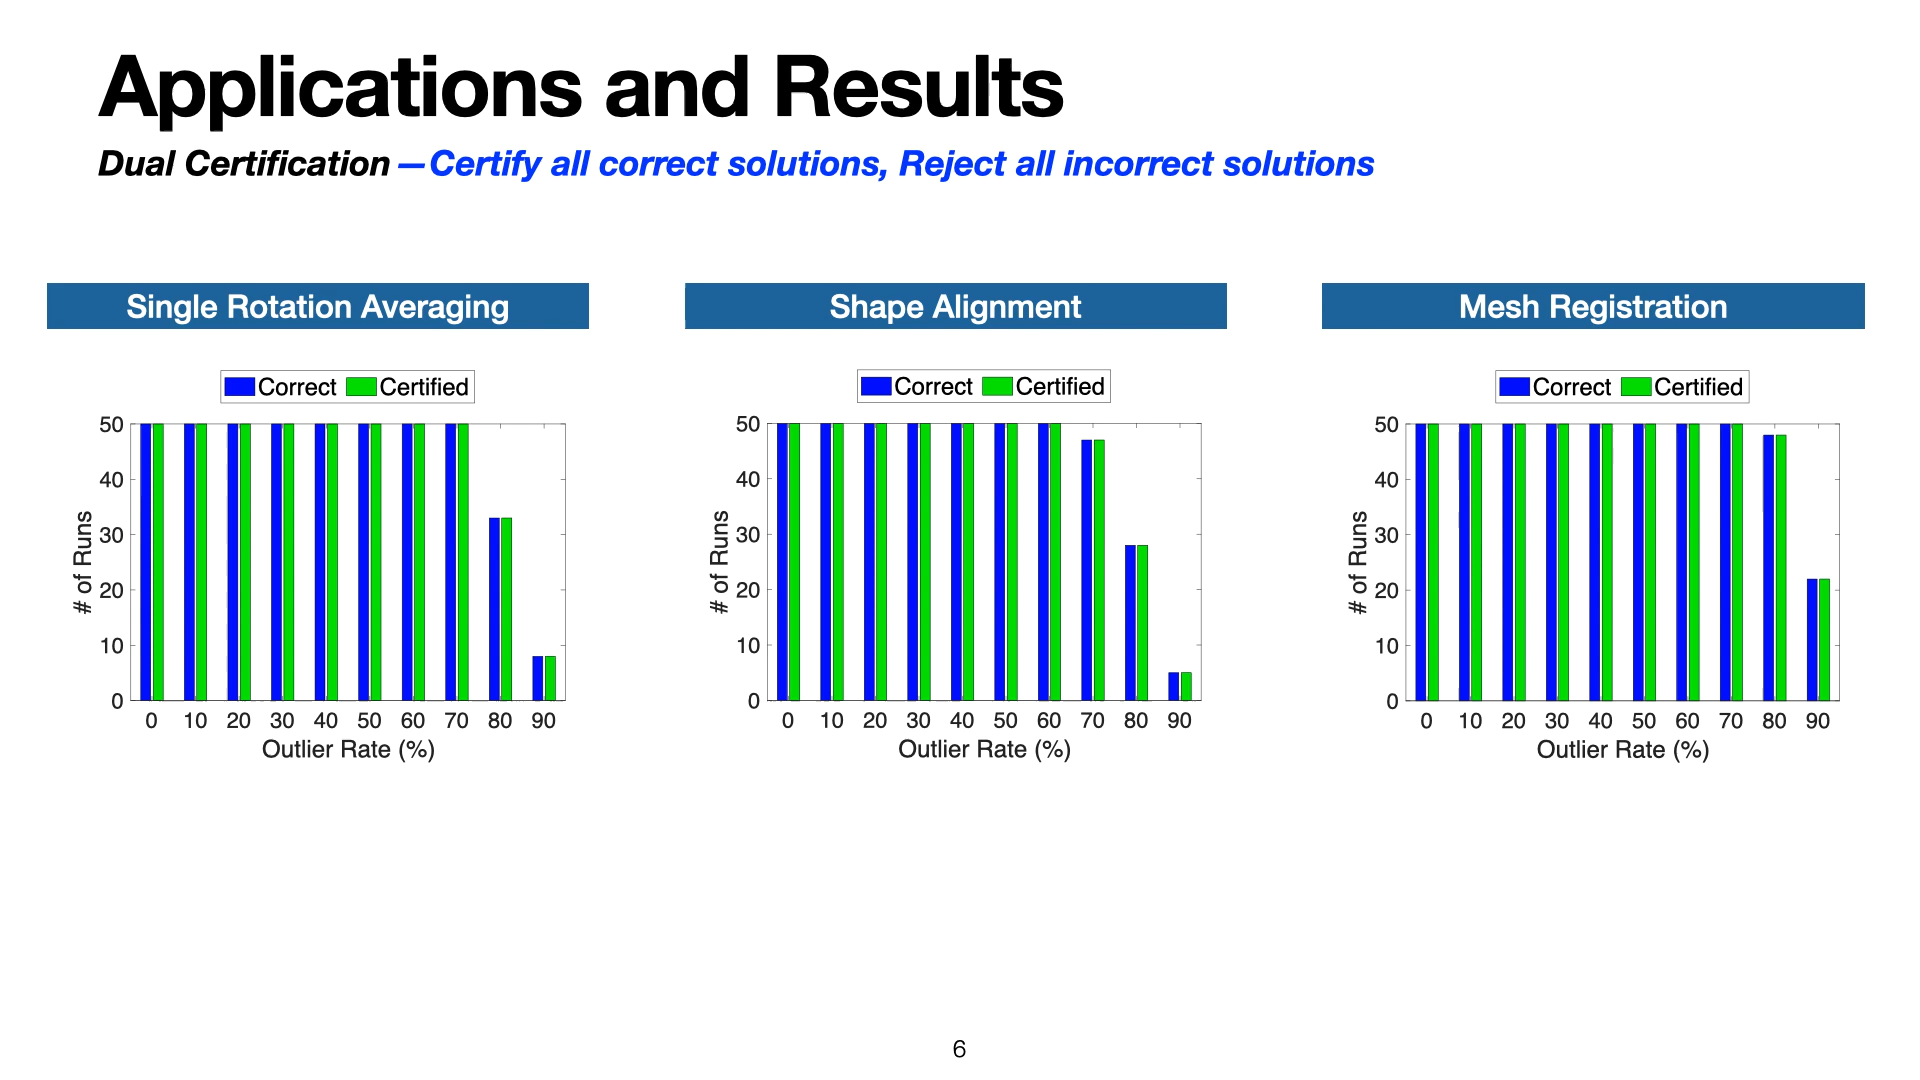 Applications and Results
Dual Certification —Certify all correct solutions, Reject all incorrect solutions
Single Rotation Averaging
Correct Certified
50
40
30
20
10
0
# of Runs
0 10 20 30 40 50 60 70 80 90
Outlier Rate (%)
Shape Alignment
Correct Certified
50
40
30
20
10
0
# of Runs
0 10 20 30 40 50 60 70 80 90
Outlier Rate (%)
Mesh Registration
Correct Certified
50
40
30
20
10
0
# of Runs
0 10 20 30 40 50 60 70 80 90
Outlier Rate (%)
6